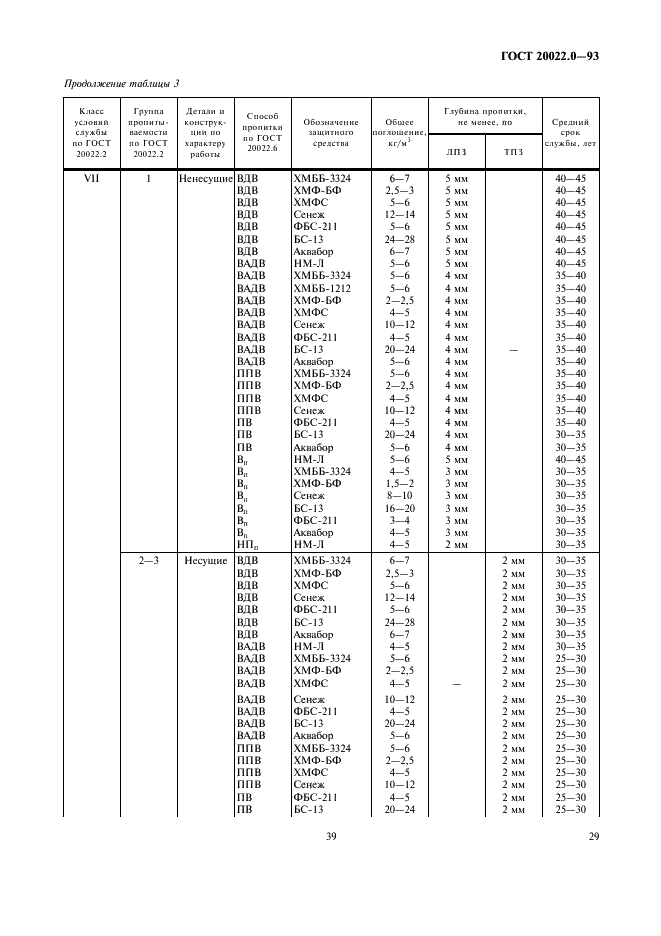 ГОСТ 20022.0—93
Продолжение таблицы 3
Класс условий службы по ГОСТ 20022.2 | Группа пропиты-ваемости по ГОСТ 20022.2 | Детали и конструк-ции по характеру работы | Способ пропитки по ГОСТ 20022.6 | Обозначение защитного средства | Общее поглощение, кг/м³ | Глубина пропитки, не менее, по | Средний срок службы, лет
ЛПЗ | ТПЗ
VII 1 Ненесущие ВДВ ХМББ-3324 6—7 5 мм 40—45
ВДВ ХМФ-БФ 2,5—3 5 мм 40—45
ВДВ ХМФС 5—6 5 мм 40—45
ВДВ Сенеж 12—14 5 мм 40—45
ВДВ ФБС-211 5—6 5 мм 40—45
ВДВ БС-13 24—28 5 мм 40—45
ВДВ Аквабор 6—7 5 мм 40—45
ВАДВ НМ-Л 5—6 5 мм 40—45
ВАДВ ХМББ-3324 5—6 4 мм 35—40
ВАДВ ХМББ-1212 5—6 4 мм 35—40
ВАДВ ХМФ-БФ 2—2,5 4 мм 35—40
ВАДВ ХМФС 4—5 4 мм 35—40
ВАДВ Сенеж 10—12 4 мм 35—40
ВАДВ ФБС-211 4—5 4 мм 35—40
ВАДВ БС-13 20—24 4 мм — 35—40
ВАДВ Аквабор 5—6 4 мм 35—40
ППВ ХМББ-3324 5—6 4 мм 35—40
ППВ ХМФ-БФ 2—2,5 4 мм 35—40
ППВ ХМФС 4—5 4 мм 35—40
ППВ Сенеж 10—12 4 мм 35—40
ПВ ФБС-211 4—5 4 мм 35—40
ПВ БС-13 20—24 4 мм 30—35
ПВ Аквабор 5—6 4 мм 30—35
Вп НМ-Л 5—6 5 мм 40—45
Вп ХМББ-3324 4—5 3 мм 30—35
Вп ХМФ-БФ 1,5—2 3 мм 30—35
Вп Сенеж 8—10 3 мм 30—35
Вп БС-13 16—20 3 мм 30—35
Вп ФБС-211 3—4 3 мм 30—35
Вп Аквабор 4—5 3 мм 30—35
НПп НМ-Л 4—5 2 мм 30—35
2—3 Несущие ВДВ ХМББ-3324 6—7 2 мм 30—35
ВДВ ХМФ-БФ 2,5—3 2 мм 30—35
ВДВ ХМФС 5—6 2 мм 30—35
ВДВ Сенеж 12—14 2 мм 30—35
ВДВ ФБС-211 5—6 2 мм 30—35
ВДВ БС-13 24—28 2 мм 30—35
ВДВ Аквабор 6—7 2 мм 30—35
ВАДВ НМ-Л 4—5 2 мм 30—35
ВАДВ ХМББ-3324 5—6 2 мм 25—30
ВАДВ ХМФ-БФ 2—2,5 2 мм 25—30
ВАДВ ХМФС 4—5 — 2 мм 25—30
ВАДВ Сенеж 10—12 2 мм 25—30
ВАДВ ФБС-211 4—5 2 мм 25—30
ВАДВ БС-13 20—24 2 мм 25—30
ВАДВ Аквабор 5—6 2 мм 25—30
ППВ ХМББ-3324 5—6 2 мм 25—30
ППВ ХМФ-БФ 2—2,5 2 мм 25—30
ППВ ХМФС 4—5 2 мм 25—30
ППВ Сенеж 10—12 2 мм 25—30
ПВ ФБС-211 4—5 2 мм 25—30
ПВ БС-13 20—24 2 мм 25—30
39 29